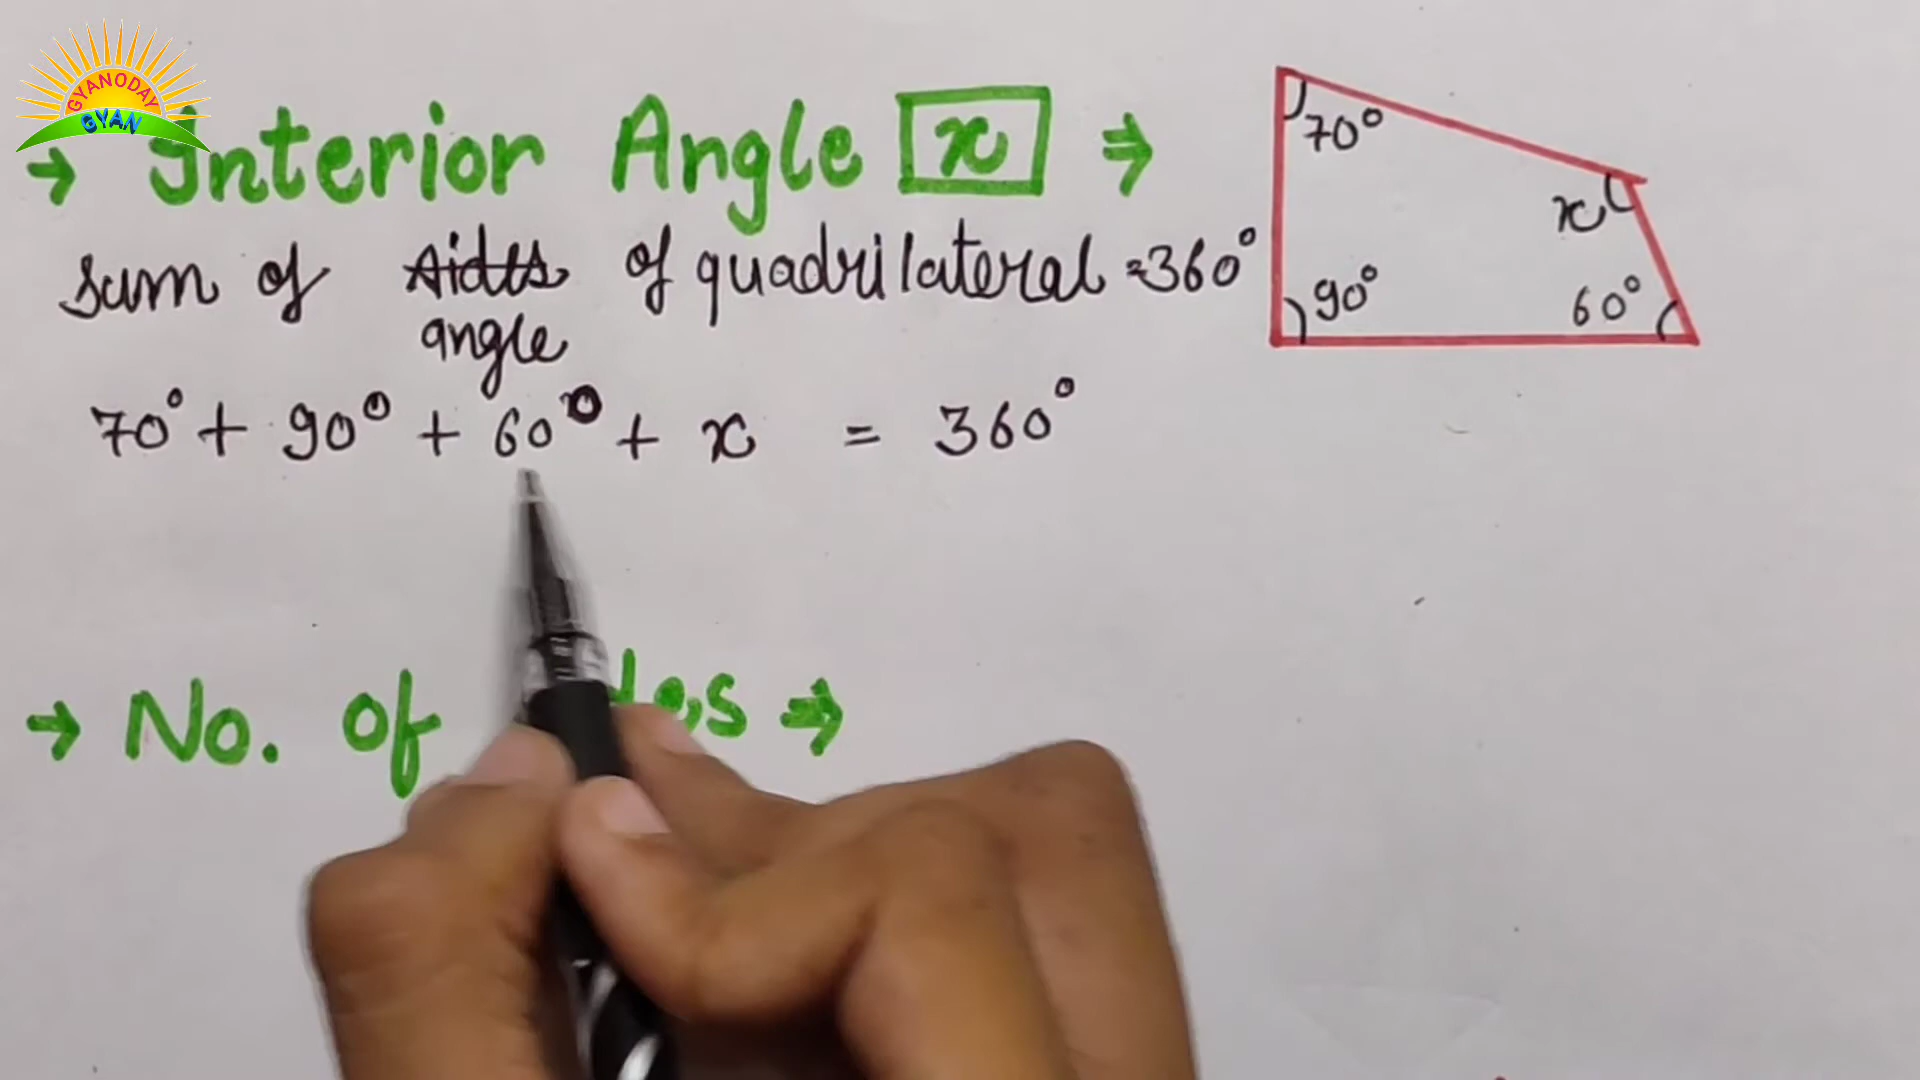 GYANODAY
GYAN
→ Interior Angle x ⇒
Sum of sides of quadrilateral = 360°
angle
70° + 90° + 60° + x = 360°
70°
x
90°
60°
→ No. of ⇒